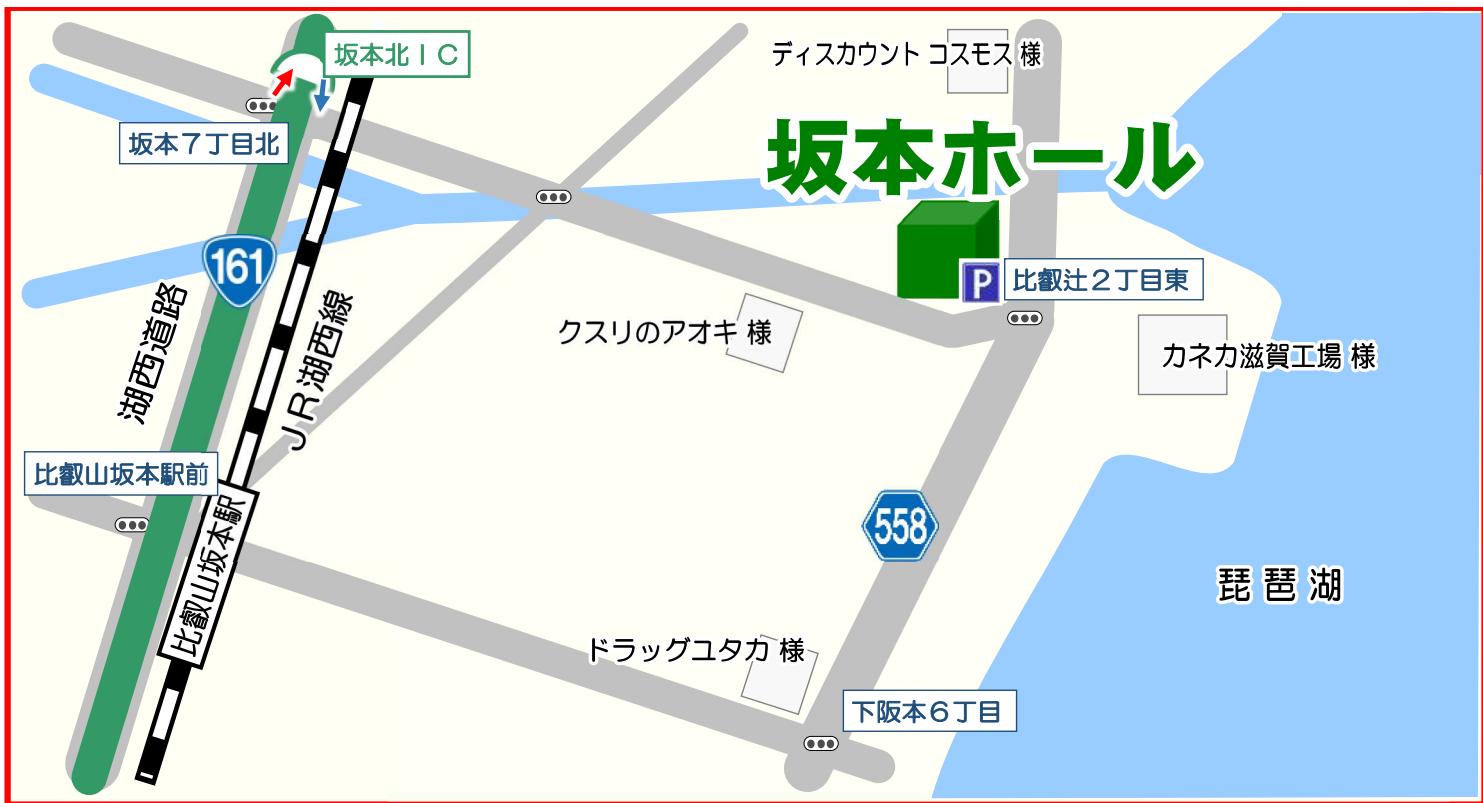 坂本北ＩＣ
ディスカウント コスモス 様
坂本７丁目北
坂本ホール
161
P
比叡辻２丁目東
湖西道路
ＪＲ湖西線
クスリのアオキ 様
カネカ滋賀工場 様
比叡山坂本駅前
比叡山坂本駅
558
琵琶湖
ドラッグユタカ 様
下阪本６丁目